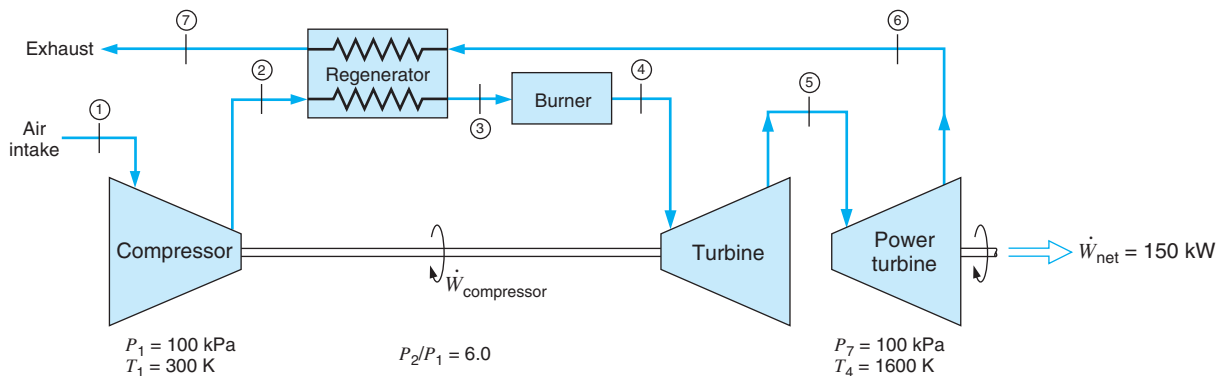 7
6
Exhaust
Regenerator
2
4
5
Burner
1
3
Air
intake
Compressor
Turbine
Power
turbine
Ẇnet = 150 kW
Ẇcompressor
P1 = 100 kPa
T1 = 300 K
P2/P1 = 6.0
P7 = 100 kPa
T4 = 1600 K